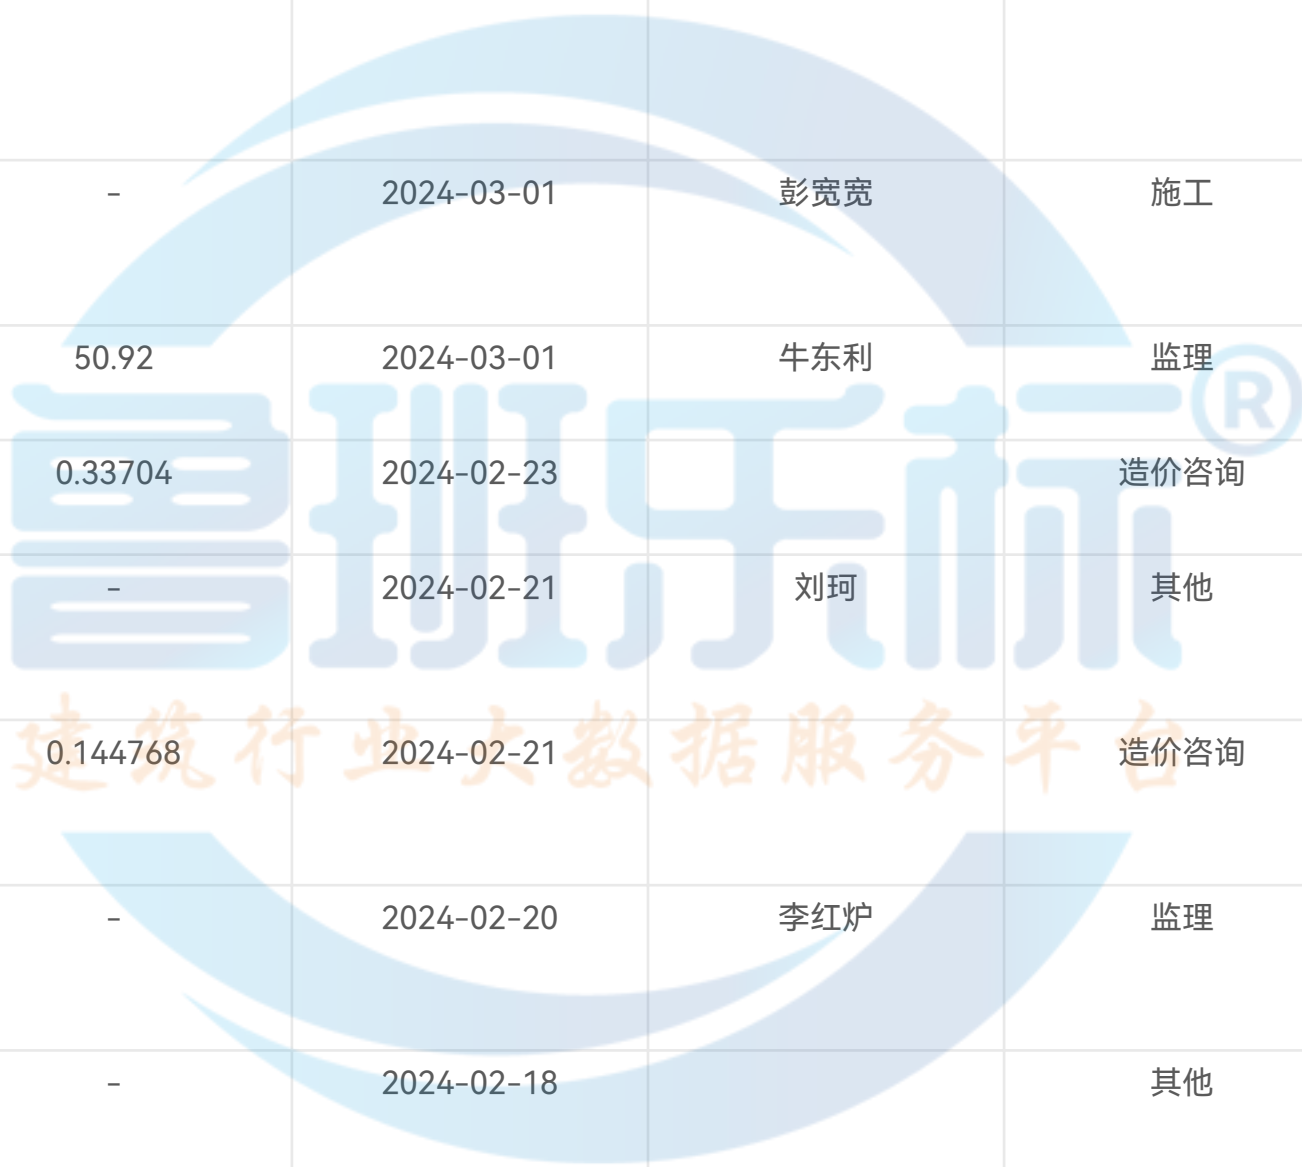 - 2024-03-01 彭宽宽 施工
50.92 2024-03-01 牛东利 监理
®
鲁班乐标
0.33704 2024-02-23 造价咨询
- 2024-02-21 刘珂 其他
建筑行业大数据服务平台
0.144768 2024-02-21 造价咨询
- 2024-02-20 李红炉 监理
- 2024-02-18 其他